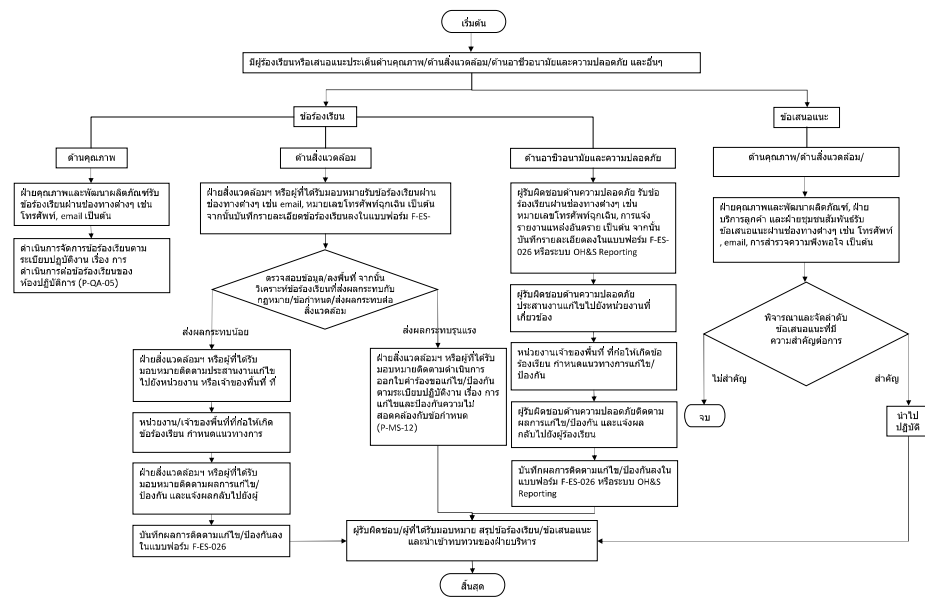 เริ่มต้น
มีผู้ร้องเรียนหรือเสนอแนะประเด็นด้านคุณภาพ/ด้านสิ่งแวดล้อม/ด้านอาชีวอนามัยและความปลอดภัย และอื่นๆ
ข้อร้องเรียน
ข้อเสนอแนะ
ด้านคุณภาพ
ฝ่ายคุณภาพและพัฒนาผลิตภัณฑ์รับ
ข้อร้องเรียนผ่านช่องทางต่างๆ เช่น
โทรศัพท์, email เป็นต้น
ดำเนินการจัดการข้อร้องเรียนตาม
ระเบียบปฏิบัติงาน เรื่อง การ
ดำเนินการต่อข้อร้องเรียนของ
ห้องปฏิบัติการ (P-QA-05)
ด้านสิ่งแวดล้อม
ฝ่ายสิ่งแวดล้อมฯ หรือผู้ที่ได้รับมอบหมายรับข้อร้องเรียนผ่าน
ช่องทางต่างๆ เช่น email, หมายเลขโทรศัพท์ฉุกเฉิน เป็นต้น
จากนั้นบันทึกรายละเอียดข้อร้องเรียนลงในแบบฟอร์ม F-ES-
ตรวจสอบข้อมูล/ลงพื้นที่ จากนั้น
วิเคราะห์ข้อร้องเรียนที่ส่งผลกระทบกับ
กฎหมาย/ข้อกำหนด/ส่งผลกระทบต่อ
สิ่งแวดล้อม
ส่งผลกระทบน้อย
ส่งผลกระทบรุนแรง
ฝ่ายสิ่งแวดล้อมฯ หรือผู้ที่ได้รับ
มอบหมายติดตามประสานงานแก้ไข
ไปยังหน่วยงาน หรือเจ้าของพื้นที่ ที่
หน่วยงาน/เจ้าของพื้นที่ที่ก่อให้เกิด
ข้อร้องเรียน กำหนดแนวทางการ
ฝ่ายสิ่งแวดล้อมฯ หรือผู้ที่ได้รับ
มอบหมายติดตามผลการแก้ไข/
ป้องกัน และแจ้งผลกลับไปยังผู้
บันทึกผลการติดตามแก้ไข/ป้องกันลง
ในแบบฟอร์ม F-ES-026
ฝ่ายสิ่งแวดล้อมฯ หรือผู้ที่ได้รับ
มอบหมายติดตามดำเนินการ
ออกใบคำร้องขอแก้ไข/ป้องกัน
ตามระเบียบปฏิบัติงาน เรื่อง การ
แก้ไขและป้องกันความไม่
สอดคล้องกับข้อกำหนด
(P-MS-12)
ด้านอาชีวอนามัยและความปลอดภัย
ผู้รับผิดชอบด้านความปลอดภัย รับข้อ
ร้องเรียนผ่านช่องทางต่างๆ เช่น
หมายเลขโทรศัพท์ฉุกเฉิน, การแจ้ง
รายงานแหล่งอันตราย เป็นต้น จากนั้น
บันทึกรายละเอียดลงในแบบฟอร์ม F-ES-
026 หรือระบบ OH&S Reporting
ผู้รับผิดชอบด้านความปลอดภัย
ประสานงานแก้ไขไปยังหน่วยงานที่
เกี่ยวข้อง
หน่วยงานเจ้าของพื้นที่ ที่ก่อให้เกิดข้อ
ร้องเรียน กำหนดแนวทางการแก้ไข/
ป้องกัน
ผู้รับผิดชอบด้านความปลอดภัยติดตาม
ผลการแก้ไข/ป้องกัน และแจ้งผล
กลับไปยังผู้ร้องเรียน
บันทึกผลการติดตามแก้ไข/ป้องกันลงใน
แบบฟอร์ม F-ES-026 หรือระบบ OH&S
Reporting
ด้านคุณภาพ/ด้านสิ่งแวดล้อม/
ฝ่ายคุณภาพและพัฒนาผลิตภัณฑ์, ฝ่าย
บริการลูกค้า และฝ่ายชุมชนสัมพันธ์รับ
ข้อเสนอแนะผ่านช่องทางต่างๆ เช่น โทรศัพท์
, email, การสำรวจความพึงพอใจ เป็นต้น
พิจารณาและจัดลำดับ
ข้อเสนอแนะที่มี
ความสำคัญต่อการ
ไม่สำคัญ
สำคัญ
จบ
นำไป
ปฏิบัติ
ผู้รับผิดชอบ/ผู้ที่ได้รับมอบหมาย สรุปข้อร้องเรียน/ข้อเสนอแนะ
และนำเข้าทบทวนของฝ่ายบริหาร
สิ้นสุด